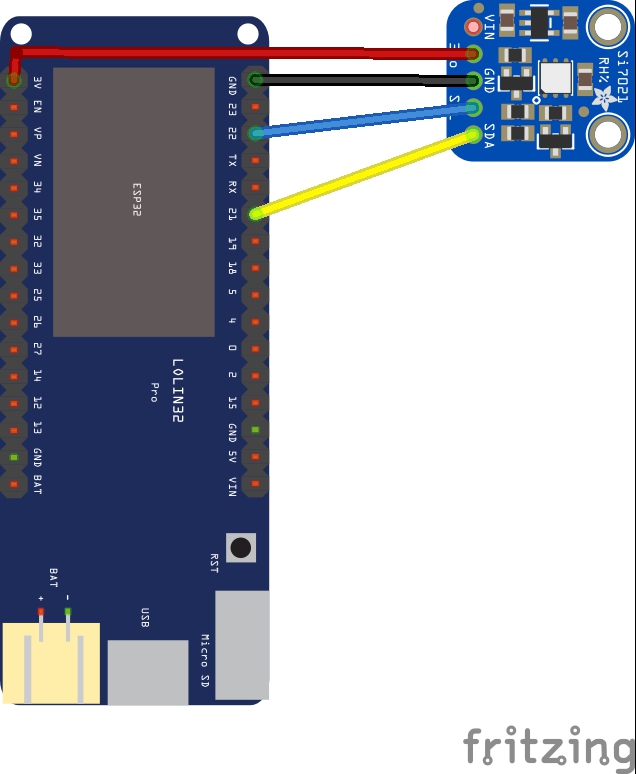 3V
EN
VP
VN
34
35
32
33
25
26
27
14
12
13
GND
BAT
ESP32
LOLIN32
Pro
GND
23
22
TX
RX
21
19
18
5
4
0
2
15
GND
5V
VIN
RST
BAT
+
-
USB
Micro SD
VIN
GND
SDA
Si7021
RH%
fritzing